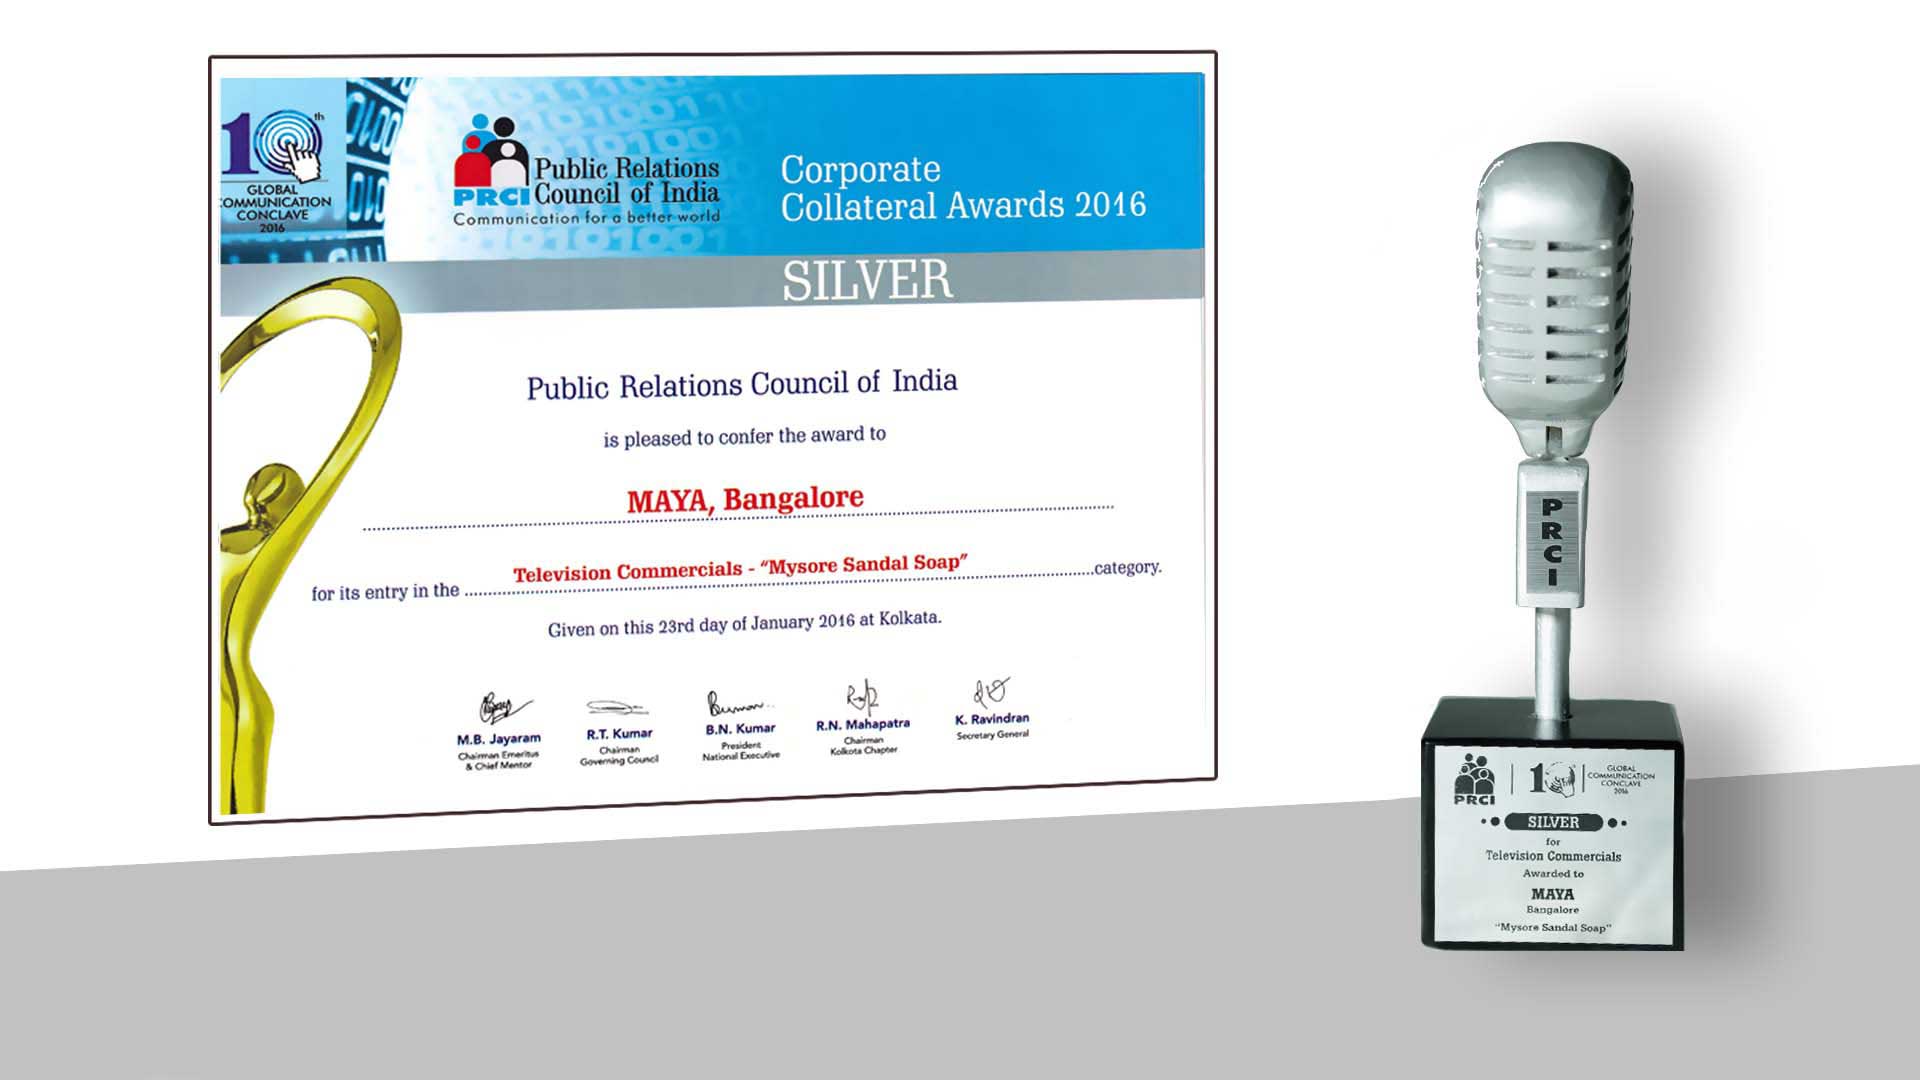 10th
GLOBAL
COMMUNICATION
CONCLAVE
2016
PRCI
Public Relations
Council of India
Communication for a better world
Corporate
Collateral Awards 2016
SILVER
Public Relations Council of India
is pleased to confer the award to
MAYA, Bangalore
for its entry in the Television Commercials - “Mysore Sandal Soap” category.
Given on this 23rd day of January 2016 at Kolkata.
M.B. Jayaram
Chairman Emeritus
& Chief Mentor
R.T. Kumar
Chairman
Governing Council
B.N. Kumar
President
National Executive
R.N. Mahapatra
Chairman
Kolkota Chapter
K. Ravindran
Secretary General
PRCI
PRCI
10
GLOBAL
COMMUNICATION
CONCLAVE
2016
SILVER
for
Television Commercials
Awarded to
MAYA
Bangalore
“Mysore Sandal Soap”